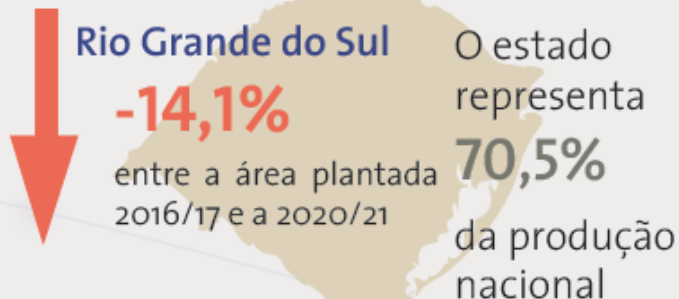 Rio Grande do Sul
-14,1%
entre a área plantada
2016/17 e a 2020/21
O estado
representa
70,5%
da produção
nacional